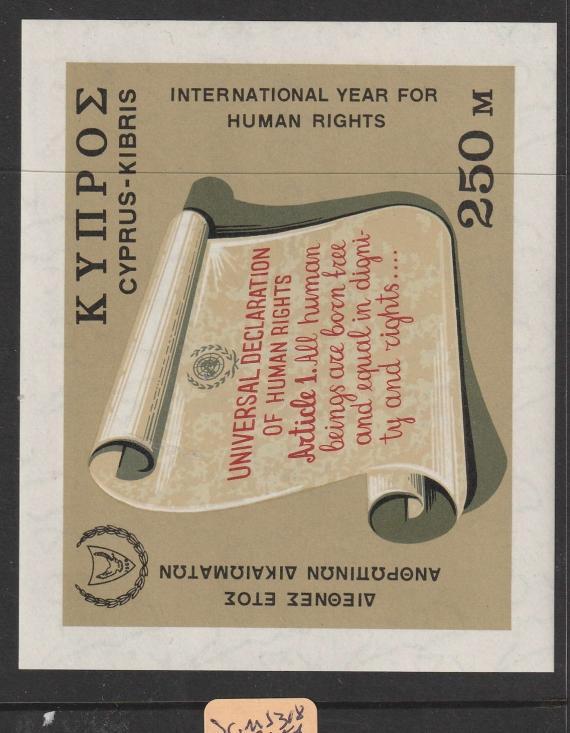 ΚΥΠΡΟΣ
CYPRUS-KIBRIS
INTERNATIONAL YEAR FOR
HUMAN RIGHTS
250 M
UNIVERSAL DECLARATION
OF HUMAN RIGHTS
Article 1. All human
beings are born free
and equal in digni-
ty and rights....
ΔΙΕΘΝΕΣ ΕΤΟΣ
ΑΝΘΡΩΠΙΝΩΝ ΔΙΚΑΙΩΜΑΤΩΝ